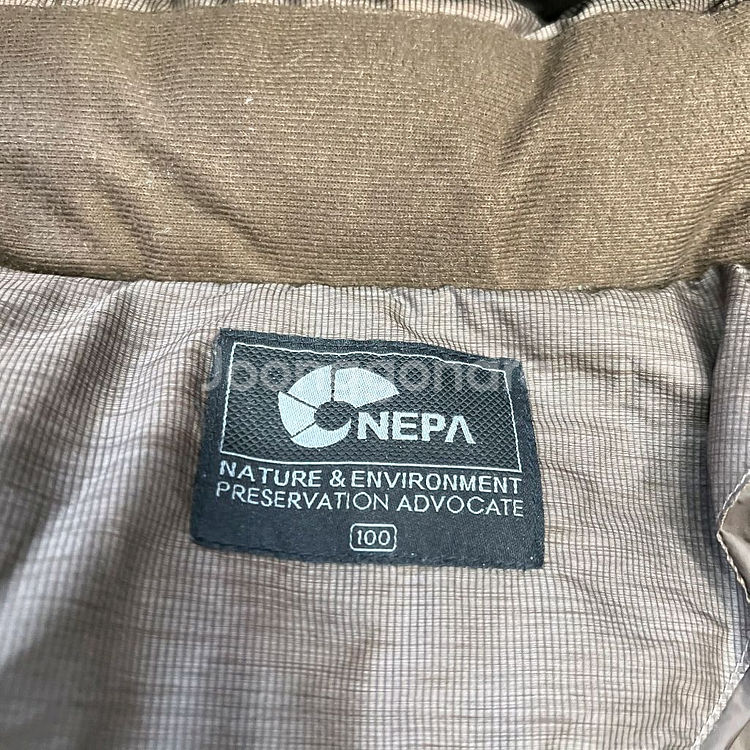 NEPA
NATURE & ENVIRONMENT
PRESERVATION ADVOCATE
100